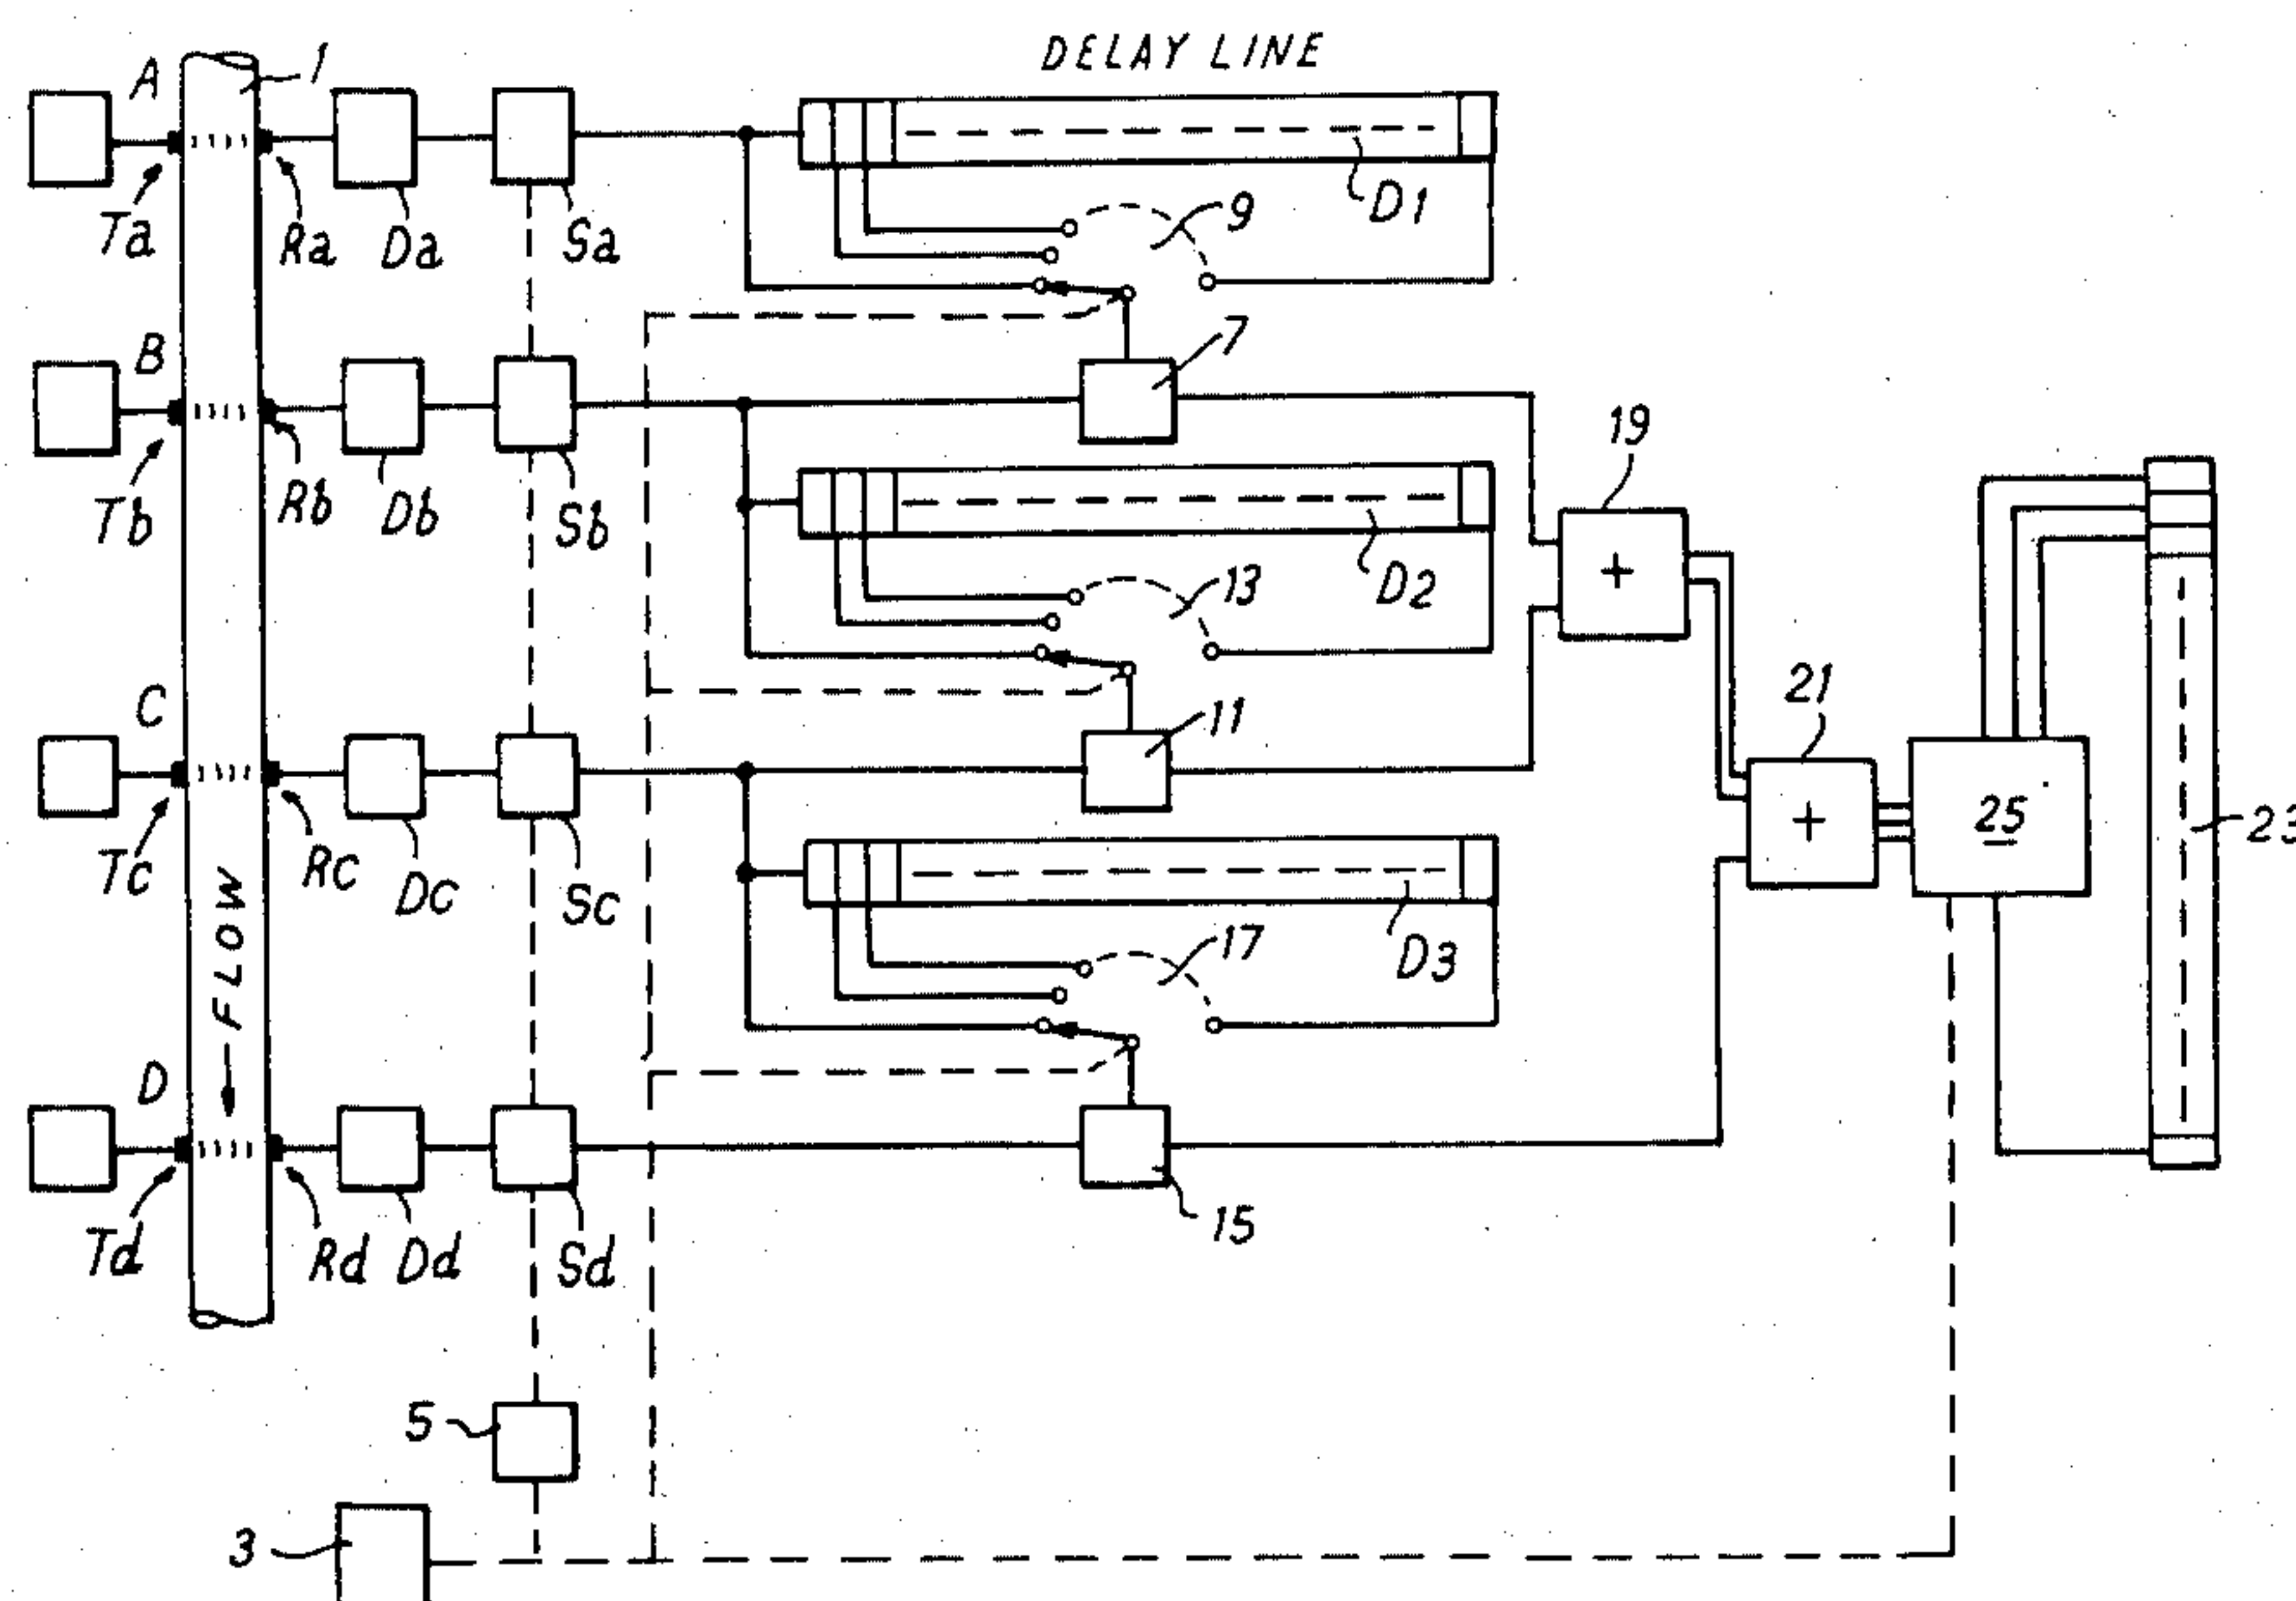 DELAY LINE
A
1
Ta
Ra
Da
Sa
D1
9
B
7
Tb
Rb
Db
Sb
D2
13
19
+
C
11
21
Tc
Rc
Dc
Sc
+
25
23
D3
17
FLOW
D
Td
Rd
Dd
Sd
15
5
3